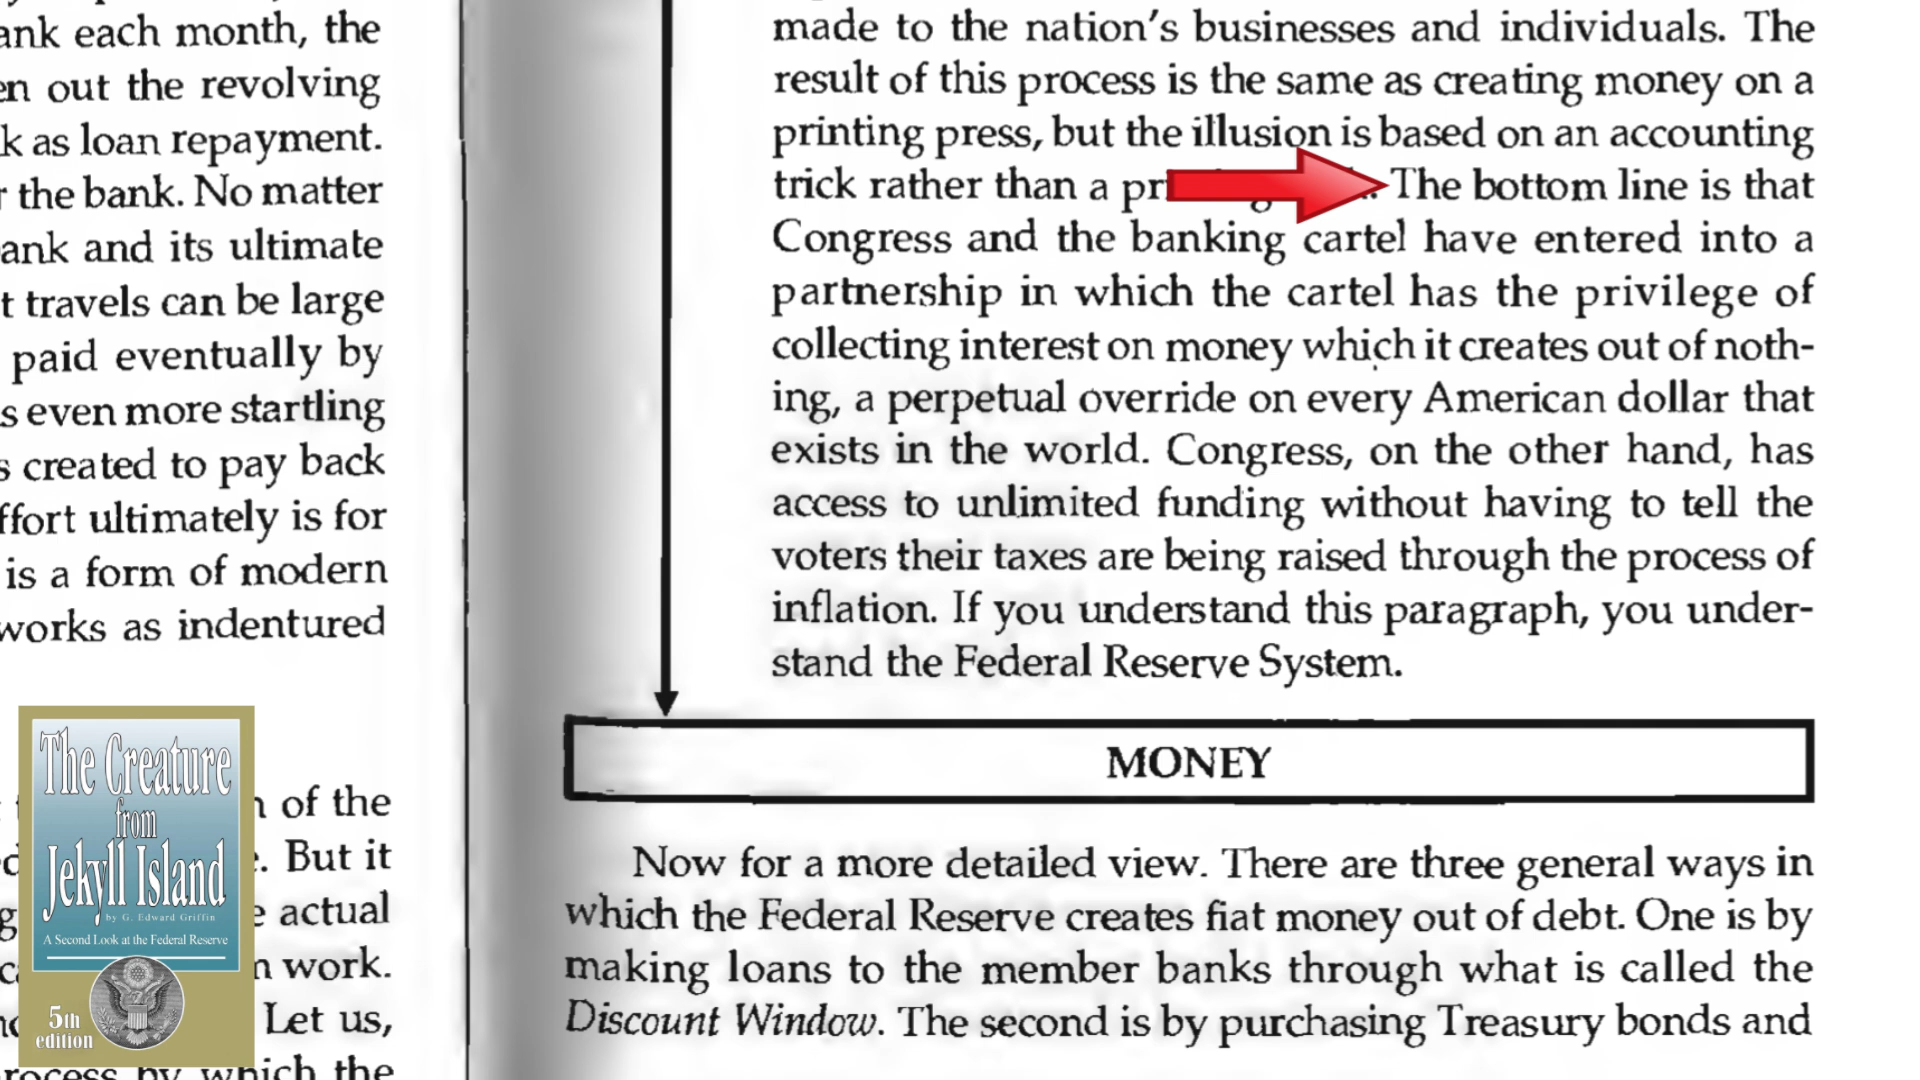 ank each month, the
en out the revolving
k as loan repayment.
r the bank. No matter
ank and its ultimate
t travels can be large
paid eventually by
s even more startling
s created to pay back
ffort ultimately is for
is a form of modern
works as indentured
n of the
e. But it
e actual
n work.
Let us,
rocess by which the
The Creature
from
Jekyll Island
by G. Edward Griffin
A Second Look at the Federal Reserve
5th
edition
made to the nation's businesses and individuals. The
result of this process is the same as creating money on a
printing press, but the illusion is based on an accounting
trick rather than a The bottom line is that
Congress and the banking cartel have entered into a
partnership in which the cartel has the privilege of
collecting interest on money which it creates out of noth-
ing, a perpetual override on every American dollar that
exists in the world. Congress, on the other hand, has
access to unlimited funding without having to tell the
voters their taxes are being raised through the process of
inflation. If you understand this paragraph, you under-
stand the Federal Reserve System.
MONEY
Now for a more detailed view. There are three general ways in
which the Federal Reserve creates fiat money out of debt. One is by
making loans to the member banks through what is called the
Discount Window. The second is by purchasing Treasury bonds and